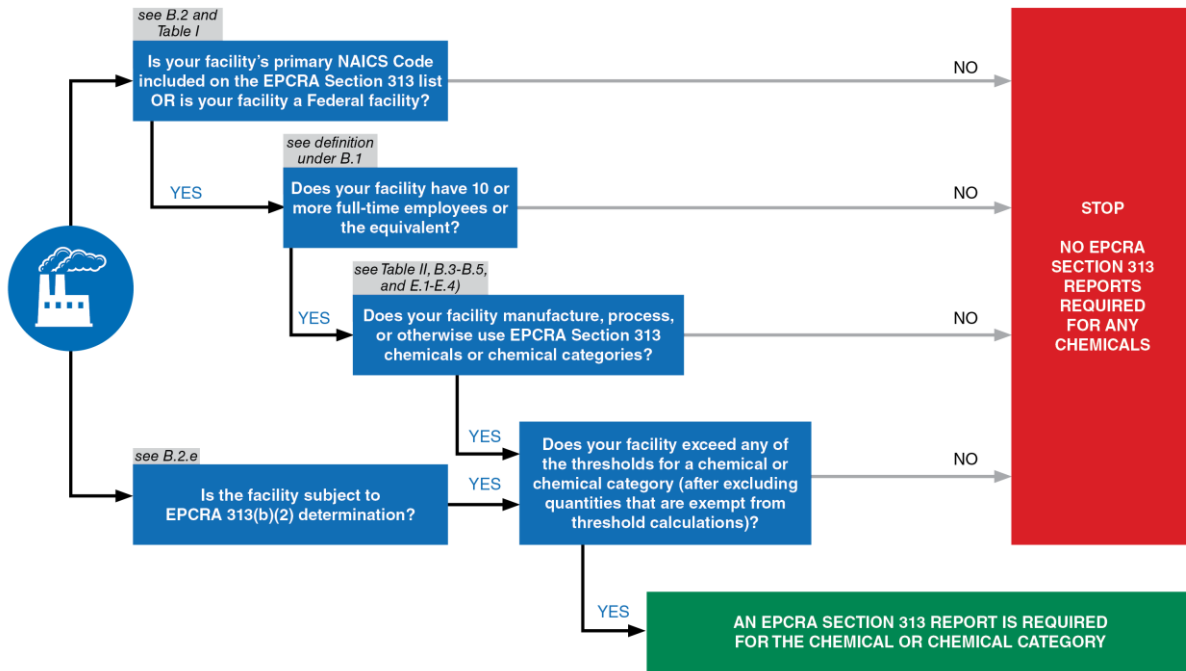 see B.2 and
Table I
Is your facility's primary NAICS Code
included on the EPCRA Section 313 list
OR is your facility a Federal facility?
NO
see definition
under B.1
YES
Does your facility have 10 or
more full-time employees or
the equivalent?
NO
STOP
NO EPCRA
SECTION 313
REPORTS
REQUIRED
FOR ANY
CHEMICALS
see Table II, B.3-B.5,
and E.1-E.4)
YES
Does your facility manufacture, process,
or otherwise use EPCRA Section 313
chemicals or chemical categories?
NO
YES
Does your facility exceed any of
the thresholds for a chemical or
chemical category (after excluding
quantities that are exempt from
threshold calculations)?
NO
see B.2.e
Is the facility subject to
EPCRA 313(b)(2) determination?
YES
YES
AN EPCRA SECTION 313 REPORT IS REQUIRED
FOR THE CHEMICAL OR CHEMICAL CATEGORY